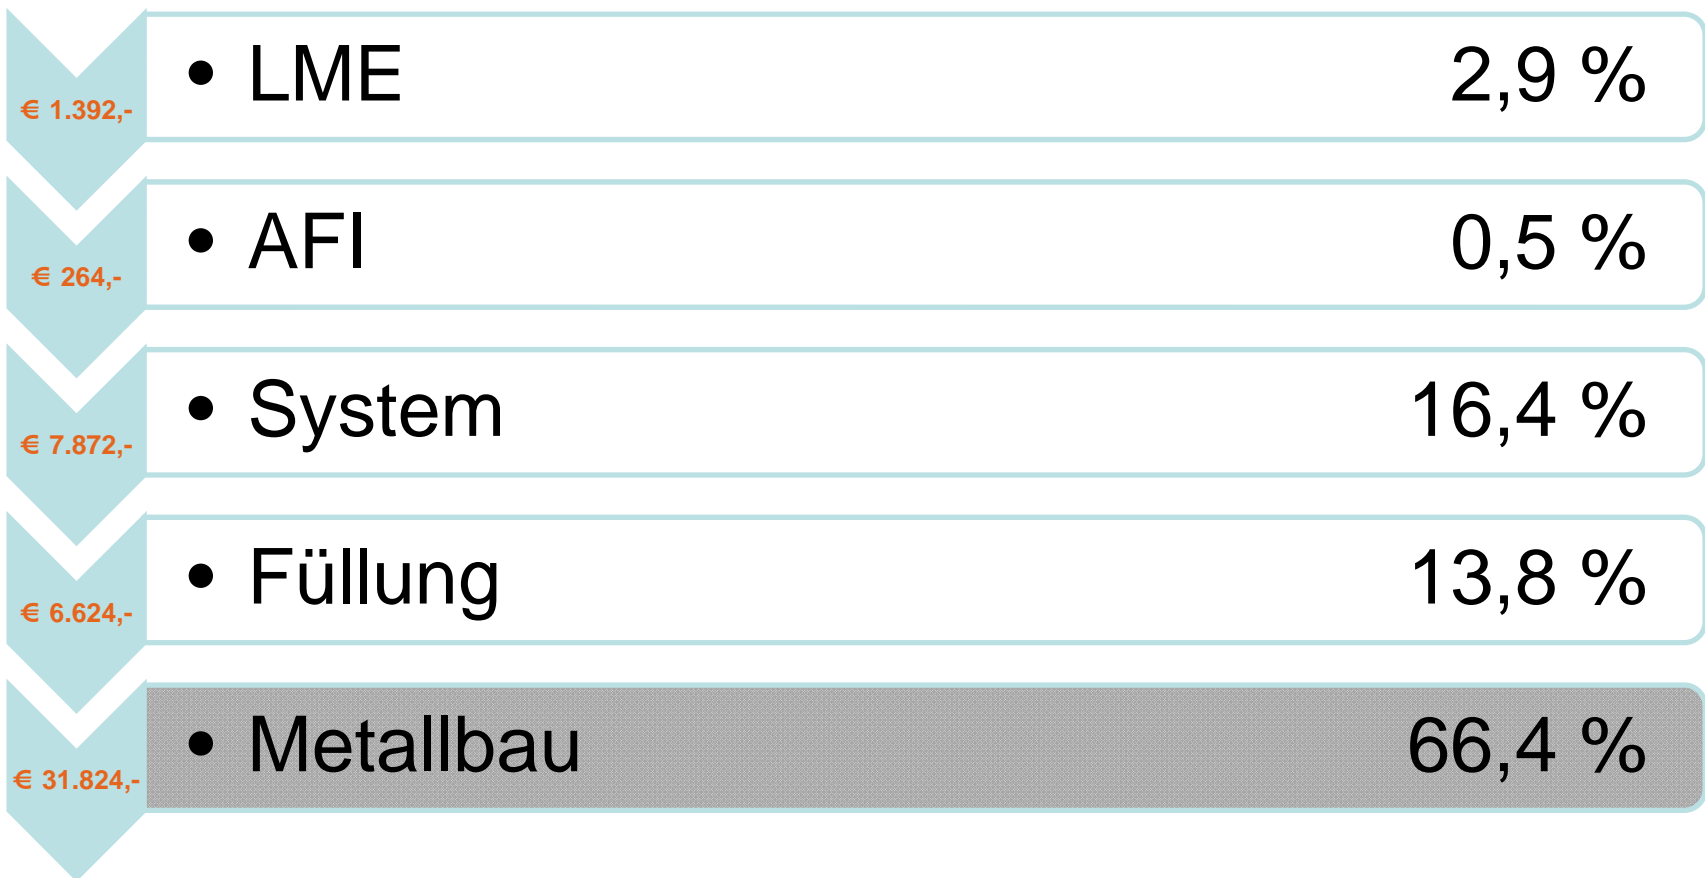 € 1.392,- • LME 2,9 %
€ 264,- • AFI 0,5 %
€ 7.872,- • System 16,4 %
€ 6.624,- • Füllung 13,8 %
€ 31.824,- • Metallbau 66,4 %